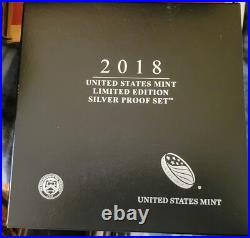 2018
UNITED STATES MINT
LIMITED EDITION
SILVER PROOF SET™
UNITED STATES MINT